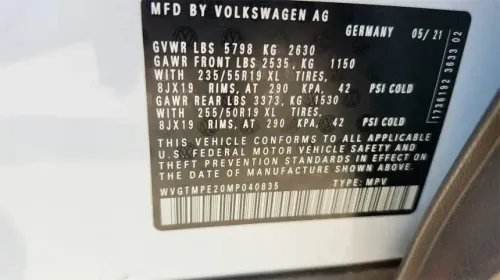 MFD BY VOLKSWAGEN AG
GERMANY 05/21
GVWR LBS 5798 KG 2630
GAWR FRONT LBS 2535, KG 1150
WITH 235/55R19 XL TIRES,
8JX19 RIMS, AT 290 KPA, 42 PSI COLD
GAWR REAR LBS 3373, KG 1530
WITH 255/50R19 XL TIRES,
8JX19 RIMS, AT 290 KPA, 42 PSI COLD
THIS VEHICLE CONFORMS TO ALL APPLICABLE
U.S. FEDERAL MOTOR VEHICLE SAFETY AND
THEFT PREVENTION STANDARDS IN EFFECT ON
THE DATE OF MANUFACTURE SHOWN ABOVE
WVGTMPE20MP040835 TYPE: MPV
1736192 3633 02